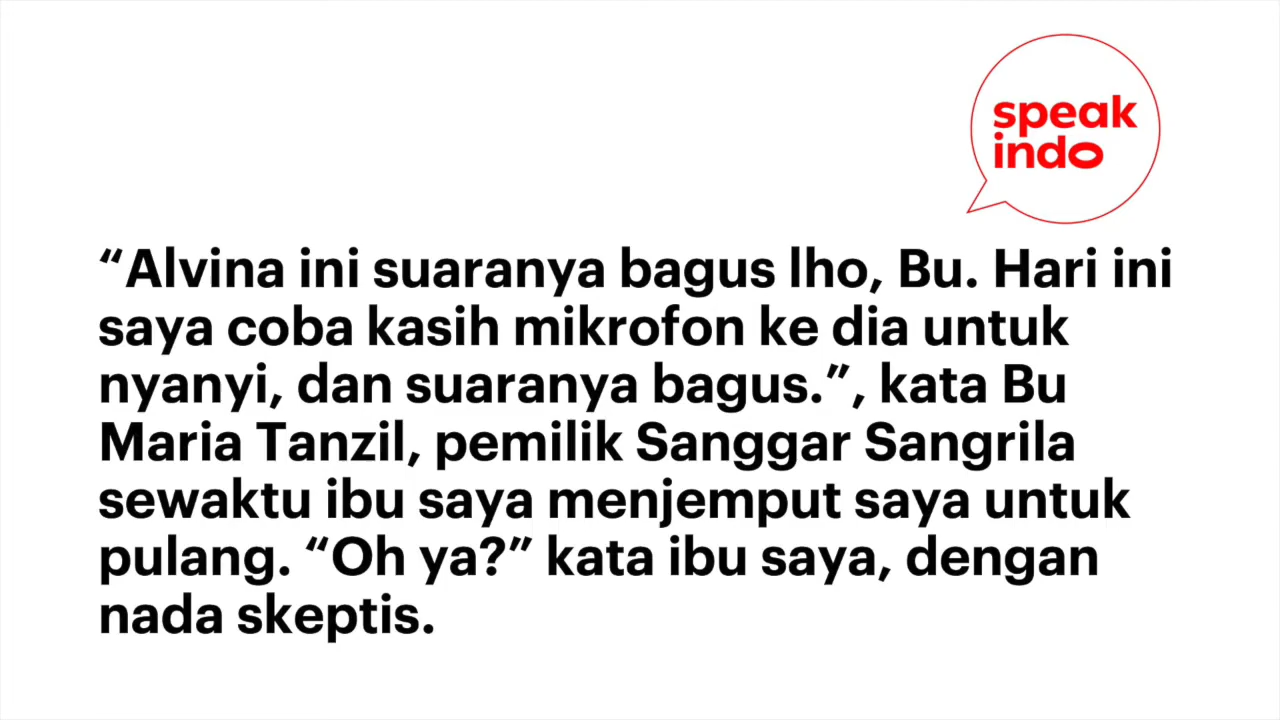 speak
indo
“Alvina ini suaranya bagus lho, Bu. Hari ini
saya coba kasih mikrofon ke dia untuk
nyanyi, dan suaranya bagus.”, kata Bu
Maria Tanzil, pemilik Sanggar Sangrila
sewaktu ibu saya menjemput saya untuk
pulang. “Oh ya?” kata ibu saya, dengan
nada skeptis.